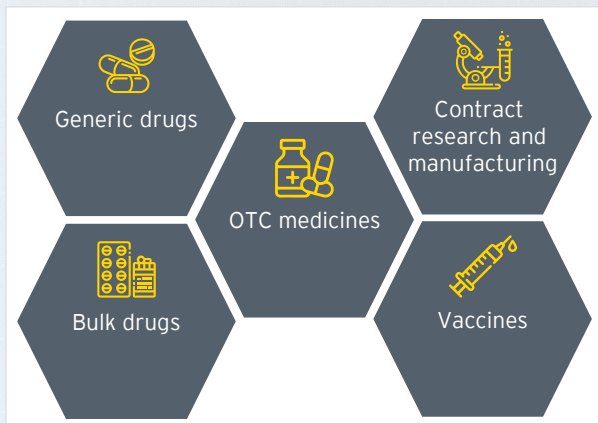 Generic drugs
Contract
research and
manufacturing
OTC medicines
Bulk drugs
Vaccines